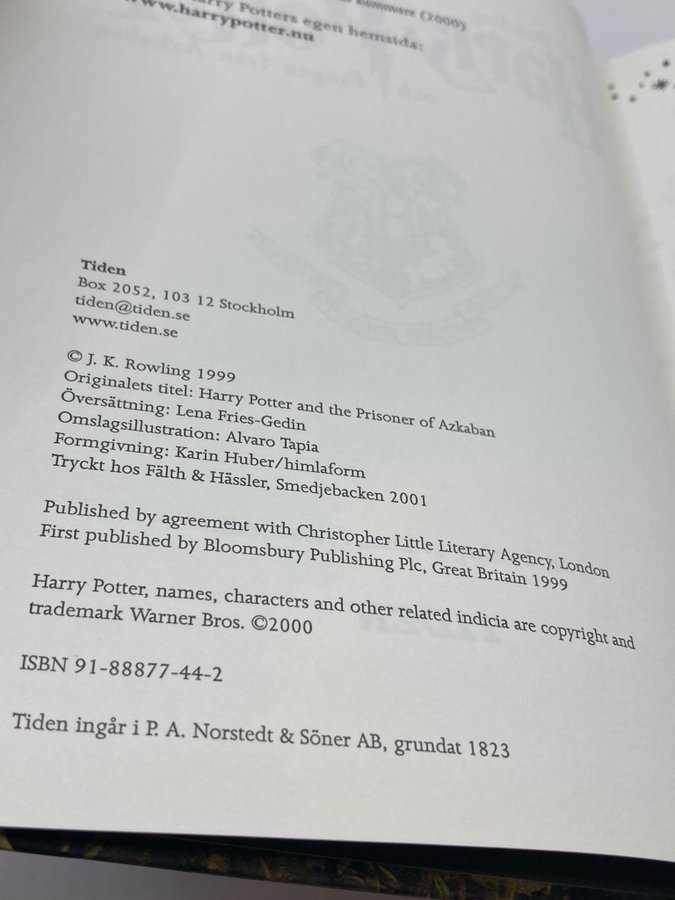 (2000)
Potters egen hemsida:
www.harrypotter.nu
Tiden
Box 2052, 103 12 Stockholm
tiden@tiden.se
www.tiden.se
© J. K. Rowling 1999
Originalets titel: Harry Potter and the Prisoner of Azkaban
Översättning: Lena Fries-Gedin
Omslagsillustration: Alvaro Tapia
Formgivning: Karin Huber/himlaform
Tryckt hos Fälth & Hässler, Smedjebacken 2001
Published by agreement with Christopher Little Literary Agency, London
First published by Bloomsbury Publishing Plc, Great Britain 1999
Harry Potter, names, characters and other related indicia are copyright and
trademark Warner Bros. ©2000
ISBN 91-88877-44-2
Tiden ingår i P. A. Norstedt & Söner AB, grundat 1823